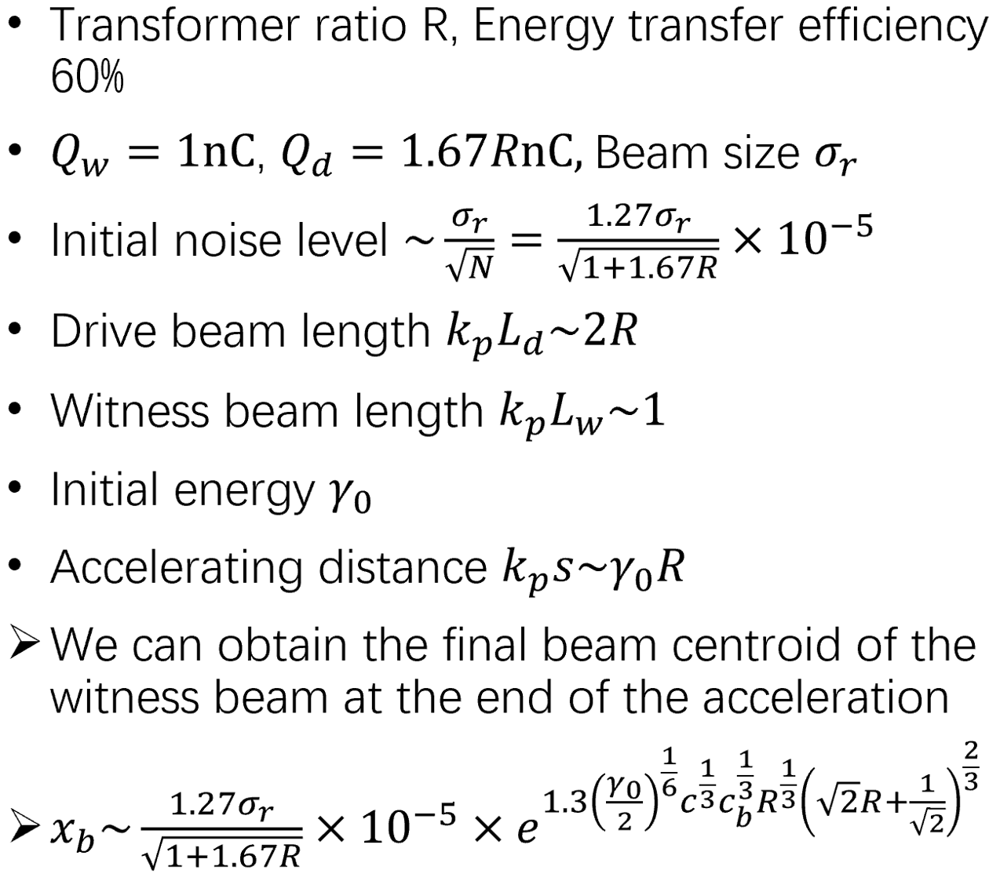 • Transformer ratio R, Energy transfer efficiency
60%
• $Q_w = 1\text{nC}$, $Q_d = 1.67R\text{nC}$, Beam size $\sigma_r$
• Initial noise level $\sim \frac{\sigma_r}{\sqrt{N}} = \frac{1.27\sigma_r}{\sqrt{1+1.67R}} \times 10^{-5}$
• Drive beam length $k_p L_d \sim 2R$
• Witness beam length $k_p L_w \sim 1$
• Initial energy $\gamma_0$
• Accelerating distance $k_p s \sim \gamma_0 R$
➢ We can obtain the final beam centroid of the
witness beam at the end of the acceleration
➢ $x_b \sim \frac{1.27\sigma_r}{\sqrt{1+1.67R}} \times 10^{-5} \times e^{1.3\left(\frac{\gamma_0}{2}\right)^{\frac{1}{6}} c^{\frac{1}{3}} c_b^{\frac{1}{3}} R^{\frac{1}{3}} \left(\sqrt{2}R+\frac{1}{\sqrt{2}}\right)^{\frac{2}{3}}}$